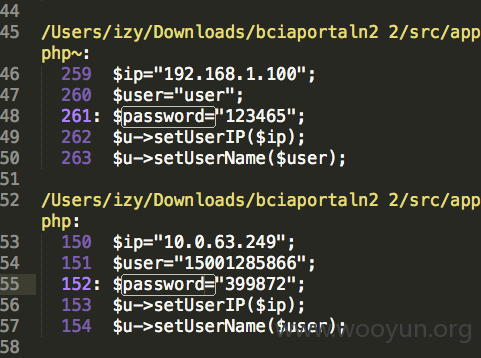 44
45 /Users/izy/Downloads/bciaportaln2 2/src/app
php~:
46 259 $ip="192.168.1.100";
47 260 $user="user";
48 261: $password="123465";
49 262 $u->setUserIP($ip);
50 263 $u->setUserName($user);
51
52 /Users/izy/Downloads/bciaportaln2 2/src/app
php:
53 150 $ip="10.0.63.249";
54 151 $user="15001285866";
55 152: $password="399872";
56 153 $u->setUserIP($ip);
57 154 $u->setUserName($user);
www.wooyun.org
58